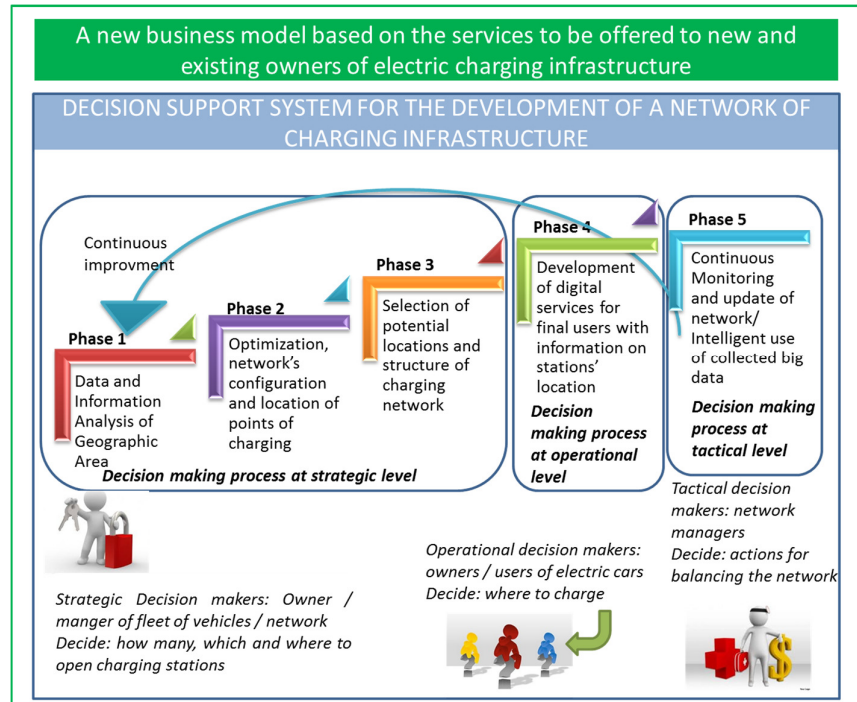 A new business model based on the services to be offered to new and
existing owners of electric charging infrastructure
DECISION SUPPORT SYSTEM FOR THE DEVELOPMENT OF A NETWORK OF
CHARGING INFRASTRUCTURE
Continuous
improvment
Phase 1
Data and
Information
Analysis of
Geographic
Area
Phase 2
Optimization,
network's
configuration
and location of
points of
charging
Phase 3
Selection of
potential
locations and
structure of
charging
network
Decision making process at strategic level
Phase 4
Development
of digital
services for
final users with
information on
stations'
location
Decision
making process
at operational
level
Phase 5
Continuous
Monitoring
and update of
network/
Intelligent use
of collected big
data
Decision making
process at
tactical level
Strategic Decision makers: Owner /
manger of fleet of vehicles / network
Decide: how many, which and where to
open charging stations
Operational decision makers:
owners / users of electric cars
Decide: where to charge
Tactical decision
makers: network
managers
Decide: actions for
balancing the network